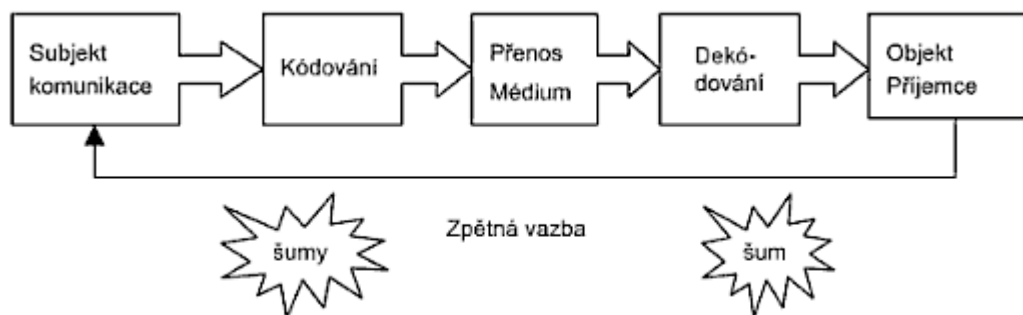 Subjekt
komunikace
Kódování
Přenos
Médium
Dekó-
dování
Objekt
Příjemce
Zpětná vazba
šumy
šum